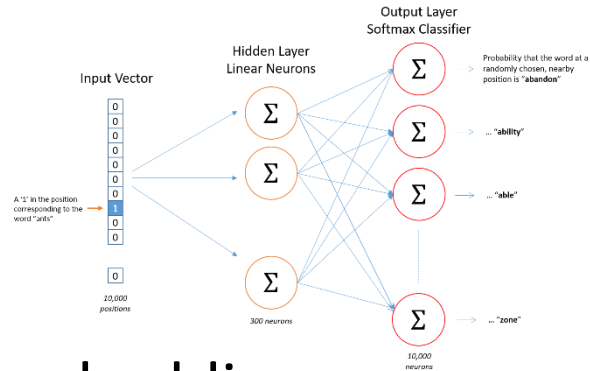 Output Layer
Softmax Classifier
Hidden Layer
Linear Neurons
Input Vector
Probability that the word at a
randomly chosen, nearby
position is "abandon"
... "ability"
... "able"
... "zone"
Σ
Σ
Σ
Σ
Σ
Σ
Σ
0
0
0
0
0
0
0
1
0
0
0
A '1' in the position
corresponding to the
word "ants"
10,000
positions
300 neurons
10,000
neurons